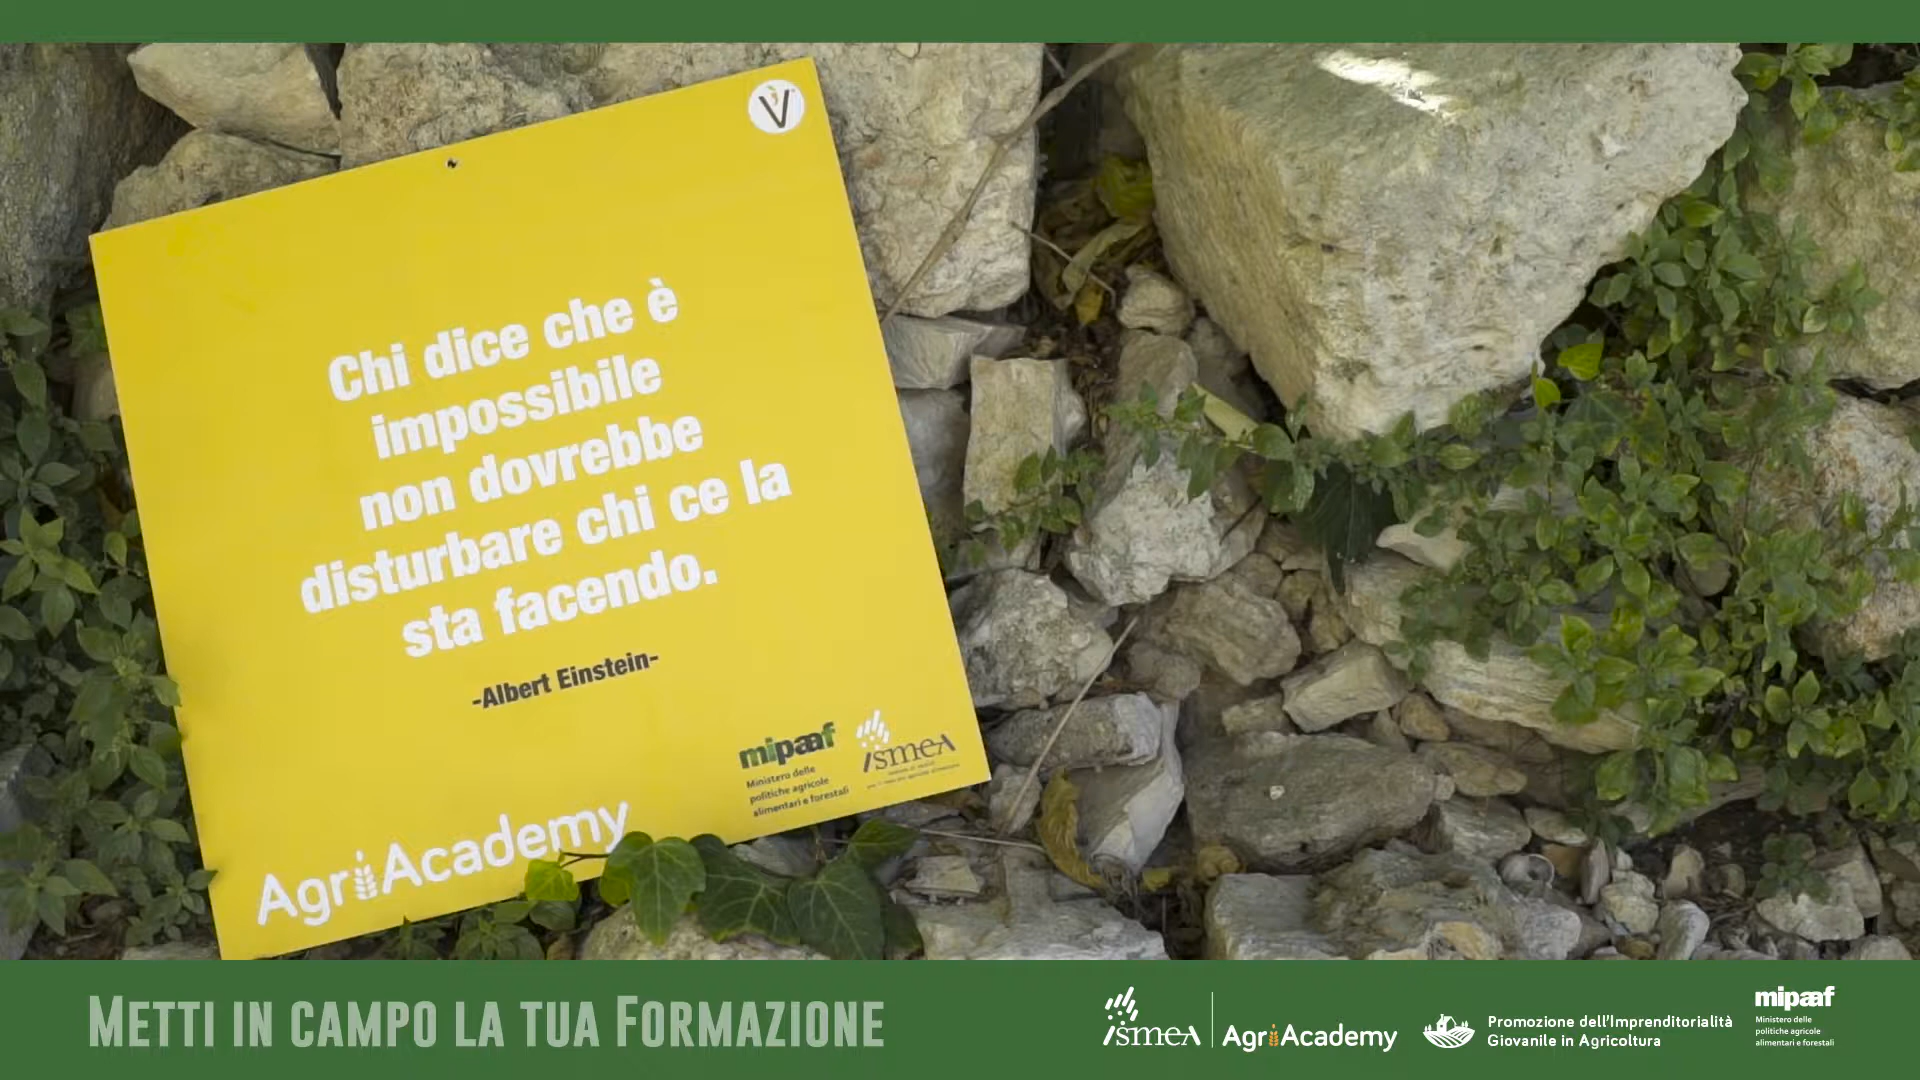 V
Chi dice che è
impossibile
non dovrebbe
disturbare chi ce la
sta facendo.
-Albert Einstein-
mipaaf
Ministero delle
politiche agricole
alimentari e forestali
ismea
AgriAcademy
METTI IN CAMPO LA TUA FORMAZIONE
ismea
AgriAcademy
Promozione dell'Imprenditorialità
Giovanile in Agricoltura
mipaaf
Ministero delle
politiche agricole
alimentari e forestali